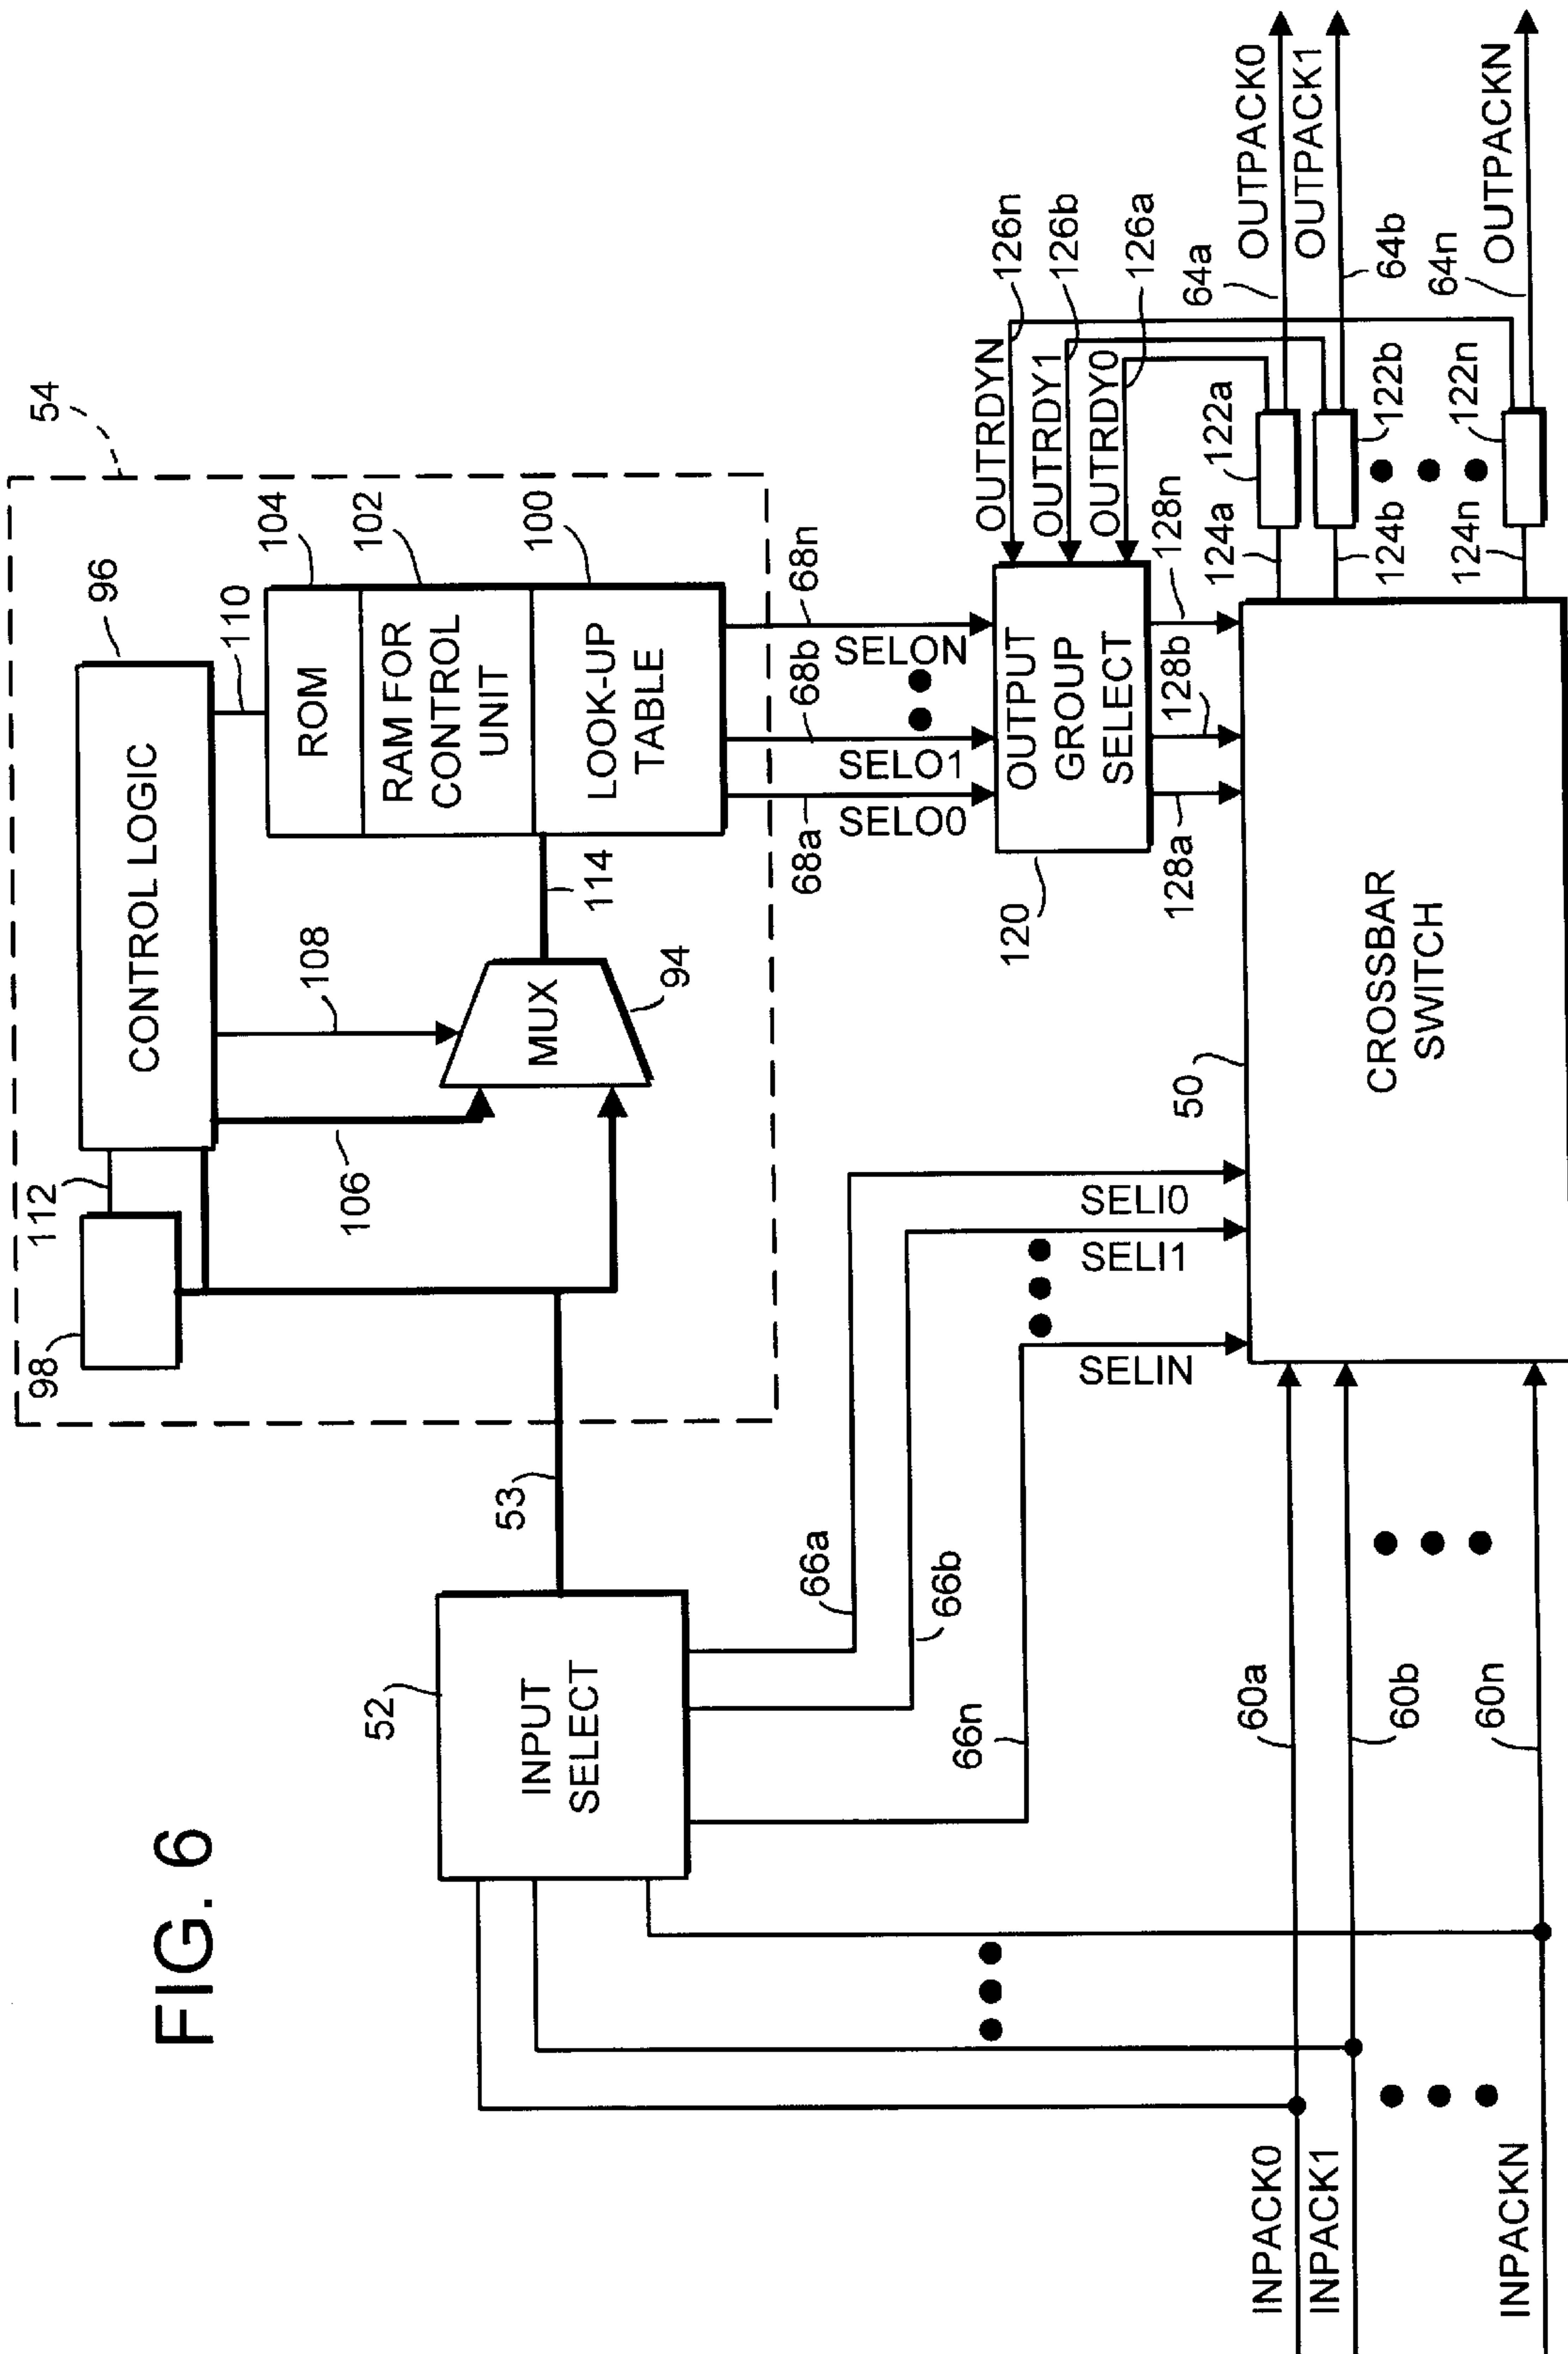 FIG. 6
54
98
112
CONTROL LOGIC
96
106
108
110
104
ROM
102
RAM FOR
CONTROL
UNIT
100
LOOK-UP
TABLE
MUX
94
114
52
INPUT
SELECT
53
68a
68b
68n
SELO0
SELO1
SELON
66a
66b
66n
SELI0
SELI1
SELIN
120
OUTPUT
GROUP
SELECT
OUTRDYN
OUTRDY1
OUTRDY0
126n
126b
126a
128a
128b
128n
50
CROSSBAR
SWITCH
INPACK0
INPACK1
INPACKN
60a
60b
60n
124a
124b
124n
122a
122b
122n
64a
64b
64n
OUTPACK0
OUTPACK1
OUTPACKN